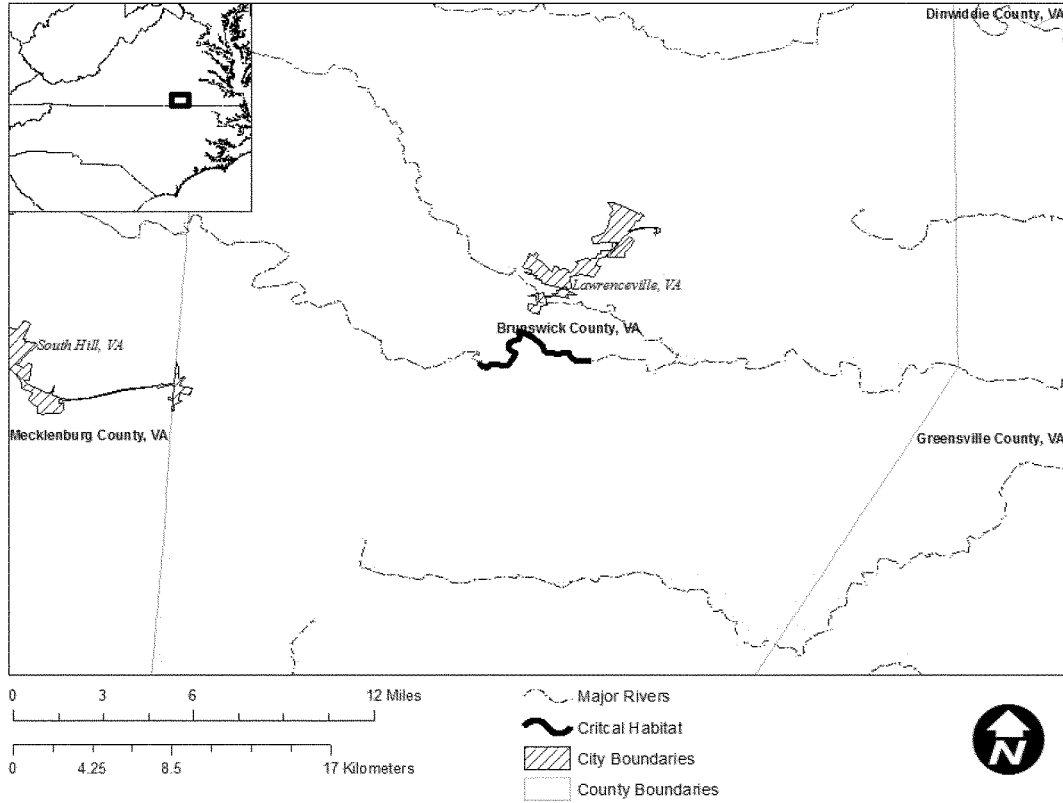 Dinwiddie County, VA
Lawrenceville, VA
Brunswick County, VA
South Hill, VA
Mecklenburg County, VA
Greensville County, VA
0 3 6 12 Miles
0 4.25 8.5 17 Kilometers
Major Rivers
Critcal Habitat
City Boundaries
County Boundaries
N